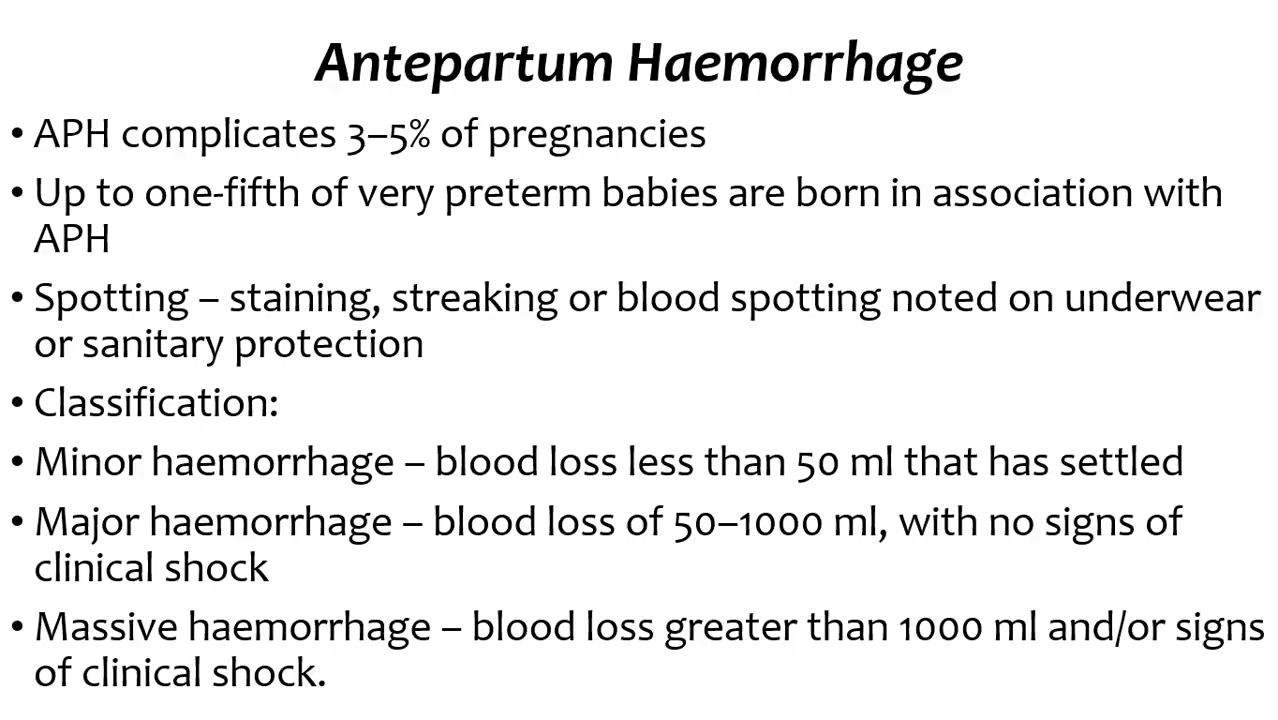 Antepartum Haemorrhage
• APH complicates 3–5% of pregnancies
• Up to one-fifth of very preterm babies are born in association with
APH
• Spotting – staining, streaking or blood spotting noted on underwear
or sanitary protection
• Classification:
• Minor haemorrhage – blood loss less than 50 ml that has settled
• Major haemorrhage – blood loss of 50–1000 ml, with no signs of
clinical shock
• Massive haemorrhage – blood loss greater than 1000 ml and/or signs
of clinical shock.